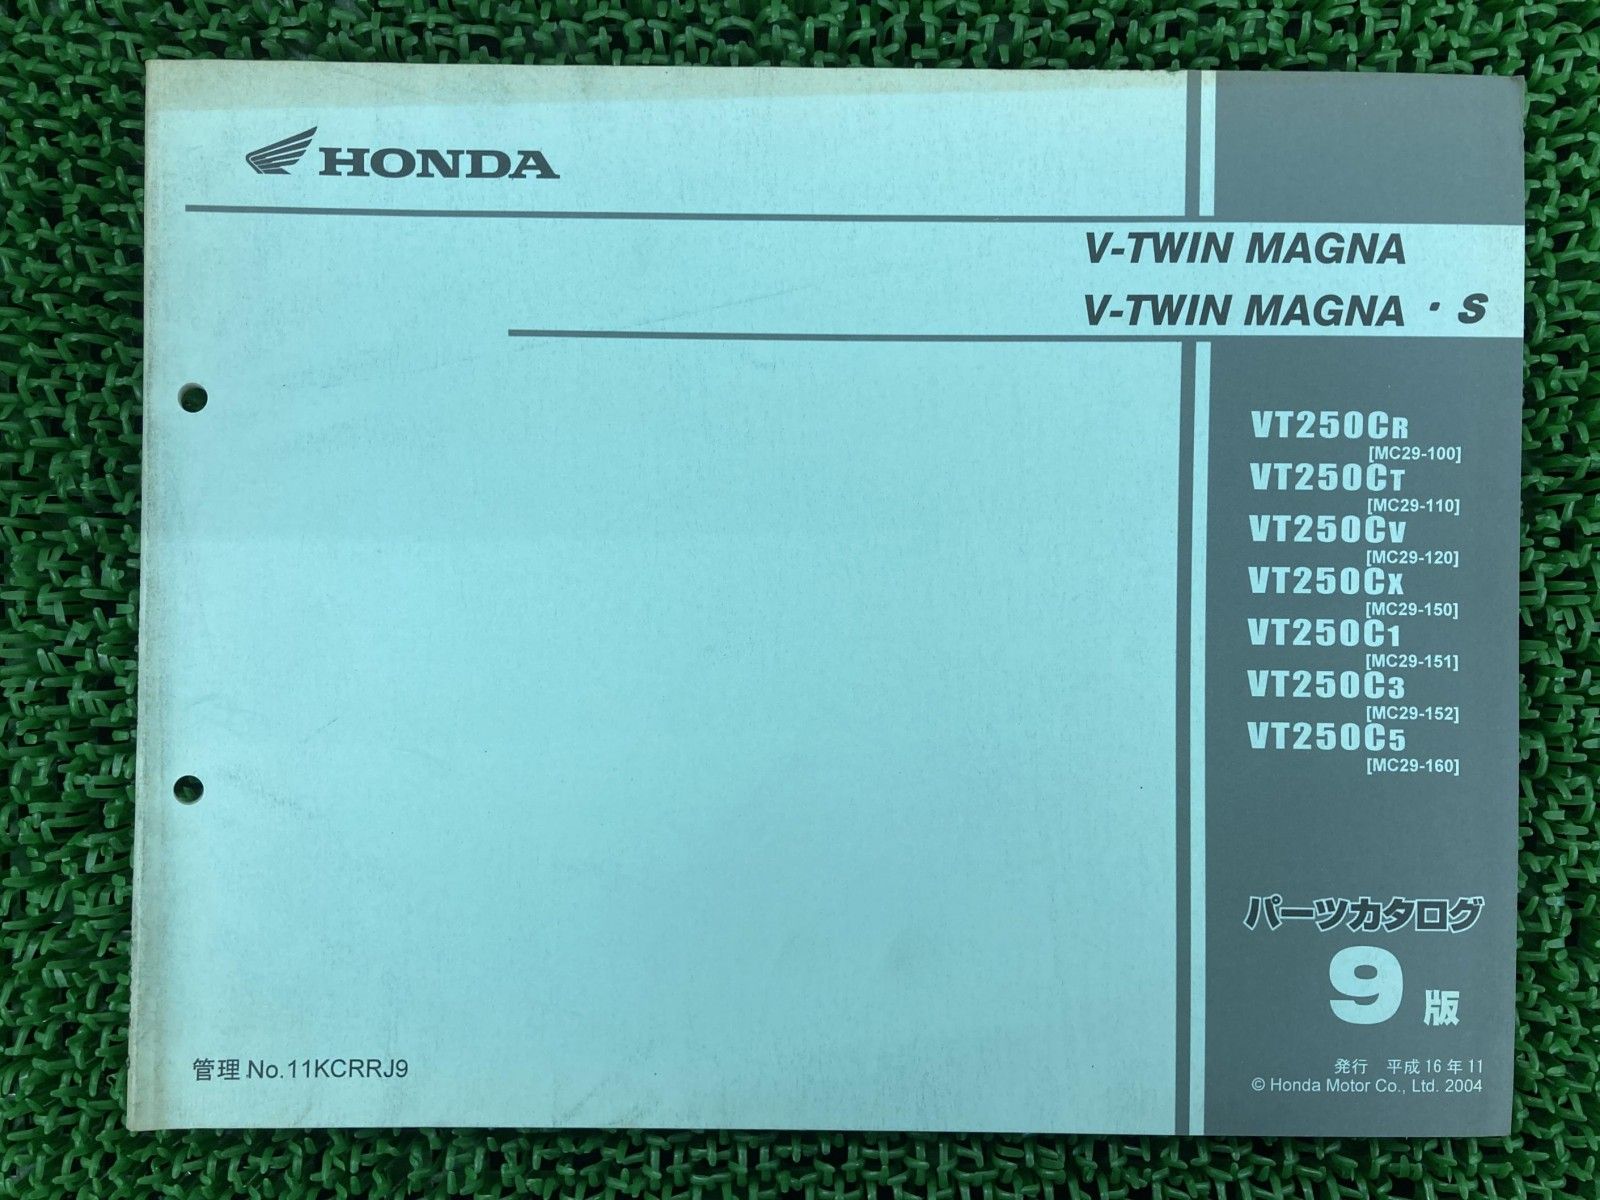 HONDA
V-TWIN MAGNA
V-TWIN MAGNA・S
VT250CR
[MC29-100]
VT250CT
[MC29-110]
VT250CV
[MC29-120]
VT250CX
[MC29-150]
VT250C1
[MC29-151]
VT250C3
[MC29-152]
VT250C5
[MC29-160]
パーツカタログ
9版
管理 No.11KCRRJ9
発行 平成16年11
© Honda Motor Co., Ltd. 2004